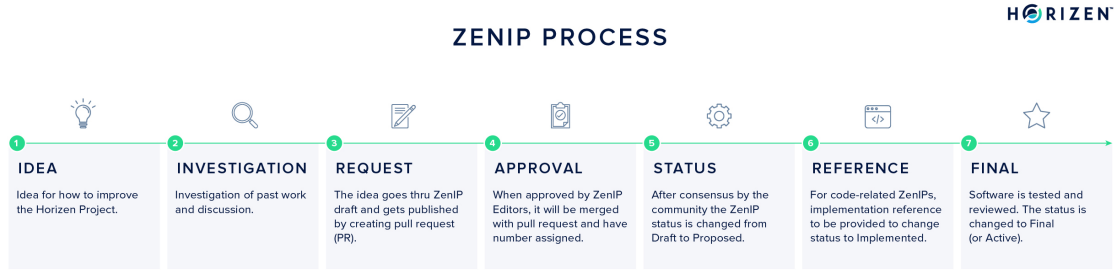 HORIZEN
ZENIP PROCESS
1
IDEA
Idea for how to improve
the Horizen Project.
2
INVESTIGATION
Investigation of past work
and discussion.
3
REQUEST
The idea goes thru ZenIP
draft and gets published
by creating pull request
(PR).
4
APPROVAL
When approved by ZenIP
Editors, it will be merged
with pull request and have
number assigned.
5
STATUS
After consensus by the
community the ZenIP
status is changed from
Draft to Proposed.
6
</>
REFERENCE
For code-related ZenIPs,
implementation reference
to be provided to change
status to Implemented.
7
FINAL
Software is tested and
reviewed. The status is
changed to Final
(or Active).